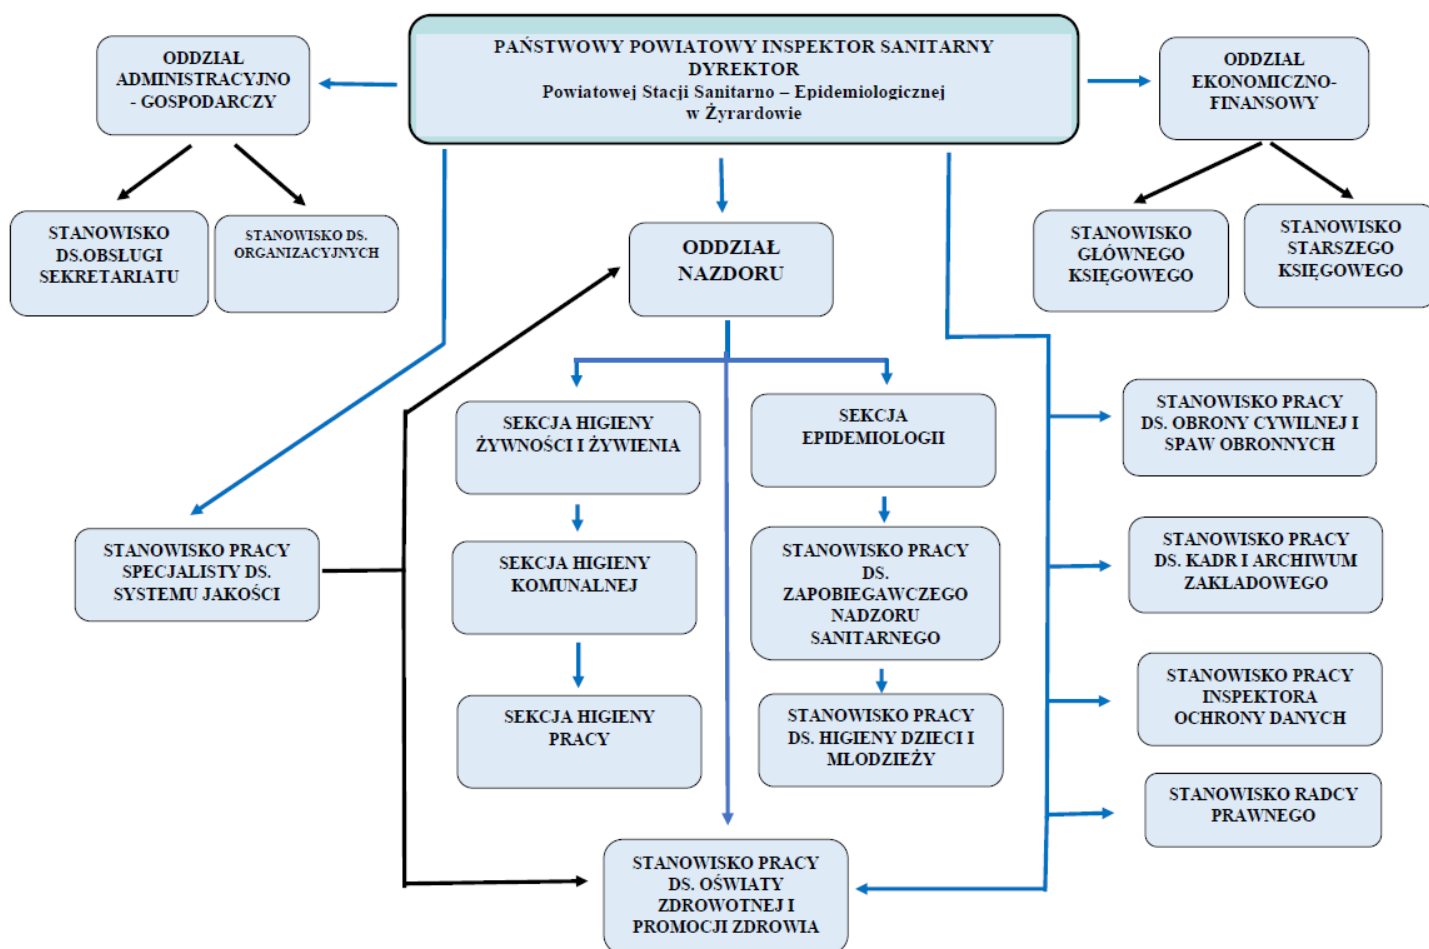 PAŃSTWOWY POWIATOWY INSPEKTOR SANITARNY
DYREKTOR
Powiatowej Stacji Sanitarno – Epidemiologicznej
w Żyrardowie
ODDZIAŁ
ADMINISTRACYJNO
- GOSPODARCZY
ODDZIAŁ
EKONOMICZNO-
FINANSOWY
STANOWISKO
DS.OBSŁUGI
SEKRETARIATU
STANOWISKO DS.
ORGANIZACYJNYCH
ODDZIAŁ
NAZDORU
STANOWISKO
GŁÓWNEGO
KSIĘGOWEGO
STANOWISKO
STARSZEGO
KSIĘGOWEGO
SEKCJA HIGIENY
ŻYWNOŚCI I ŻYWIENIA
SEKCJA
EPIDEMIOLOGII
STANOWISKO PRACY
DS. OBRONY CYWILNEJ I
SPAW OBRONNYCH
STANOWISKO PRACY
SPECJALISTY DS.
SYSTEMU JAKOŚCI
SEKCJA HIGIENY
KOMUNALNEJ
STANOWISKO PRACY
DS.
ZAPOBIEGAWCZEGO
NADZORU
SANITARNEGO
STANOWISKO PRACY
DS. KADR I ARCHIWUM
ZAKŁADOWEGO
SEKCJA HIGIENY
PRACY
STANOWISKO PRACY
DS. HIGIENY DZIECI I
MŁODZIEŻY
STANOWISKO PRACY
INSPEKTORA
OCHRONY DANYCH
STANOWISKO RADCY
PRAWNEGO
STANOWISKO PRACY
DS. OŚWIATY
ZDROWOTNEJ I
PROMOCJI ZDROWIA